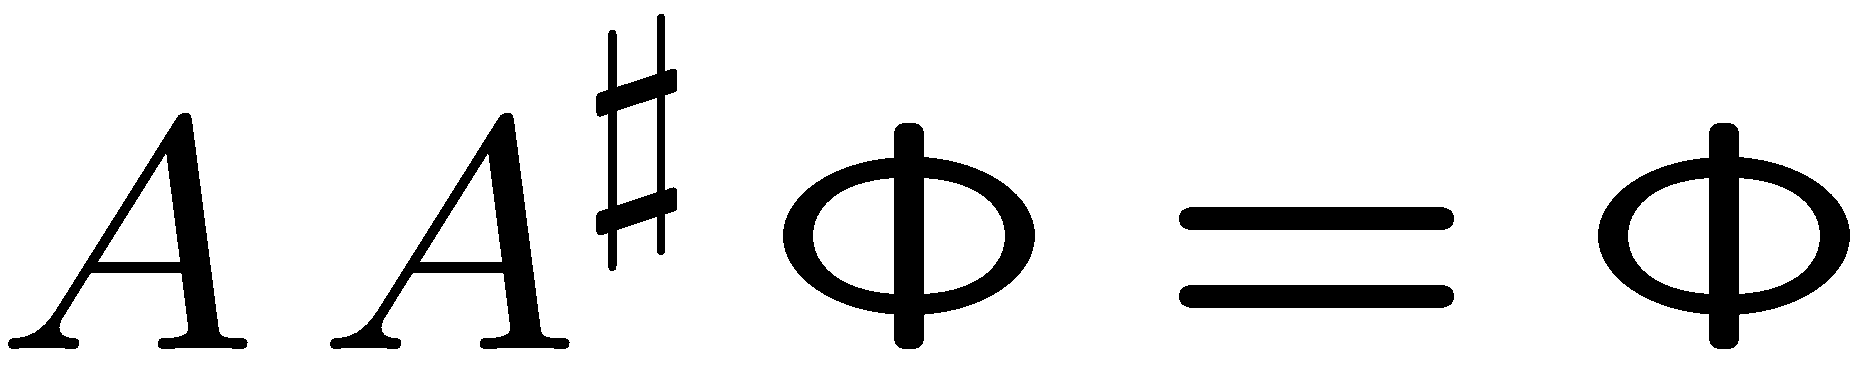 A A^♯ Φ = Φ